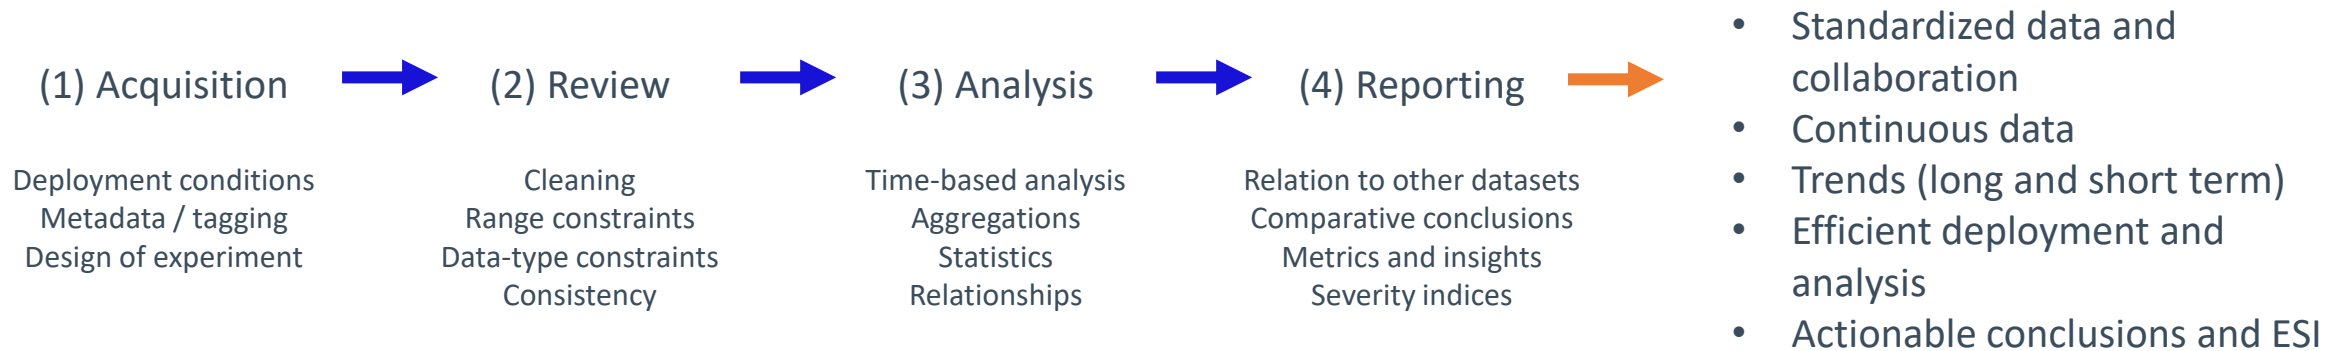 (1) Acquisition
Deployment conditions
Metadata / tagging
Design of experiment
(2) Review
Cleaning
Range constraints
Data-type constraints
Consistency
(3) Analysis
Time-based analysis
Aggregations
Statistics
Relationships
(4) Reporting
Relation to other datasets
Comparative conclusions
Metrics and insights
Severity indices
• Standardized data and
collaboration
• Continuous data
• Trends (long and short term)
• Efficient deployment and
analysis
• Actionable conclusions and ESI